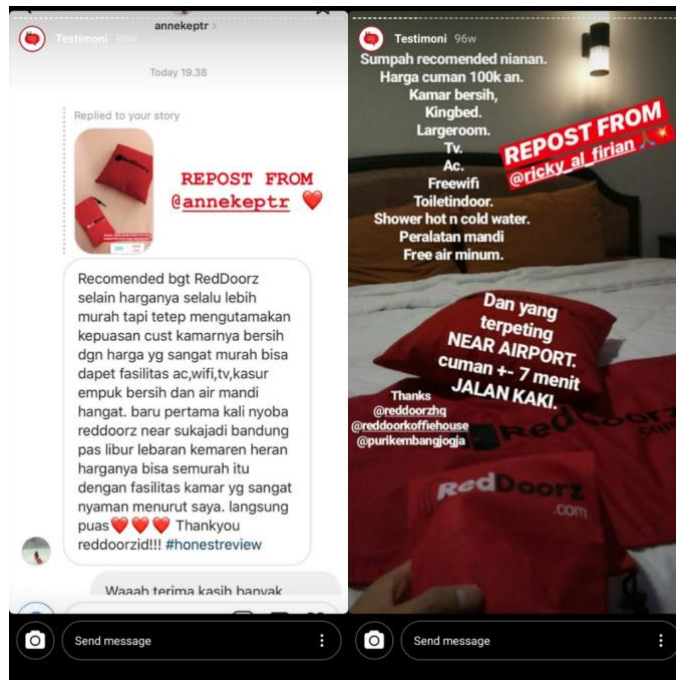 annekeptr >
Testimoni 66w
Today 19.38
Replied to your story
RedDoorz
REPOST FROM
@annekeptr ❤️
Recomended bgt RedDoorz
selain harganya selalu lebih
murah tapi tetep mengutamakan
kepuasan cust kamarnya bersih
dgn harga yg sangat murah bisa
dapet fasilitas ac,wifi,tv,kasur
empuk bersih dan air mandi
hangat. baru pertama kali nyoba
reddoorz near sukajadi bandung
pas libur lebaran kemaren heran
harganya bisa semurah itu
dengan fasilitas kamar yg sangat
nyaman menurut saya. langsung
puas❤️❤️❤️ Thankyou
reddoorzid!!! #honestreview
Waaah terima kasih banyak
Send message
Testimoni 96w
Sumpah recomended nianan.
Harga cuman 100k an.
Kamar bersih,
Kingbed.
Largeroom.
Tv.
Ac.
Freewifi
Toiletindoor.
Shower hot n cold water.
Peralatan mandi
Free air minum.
REPOST FROM
@ricky_al_firian 🙏💥
Dan yang
terpeting
NEAR AIRPORT.
cuman +- 7 menit
JALAN KAKI.
Thanks
@reddoorzhq
@reddoorkoffiehouse
@purikembangjogja
RedDoorz
.com
RedDoorz
.com
Send message